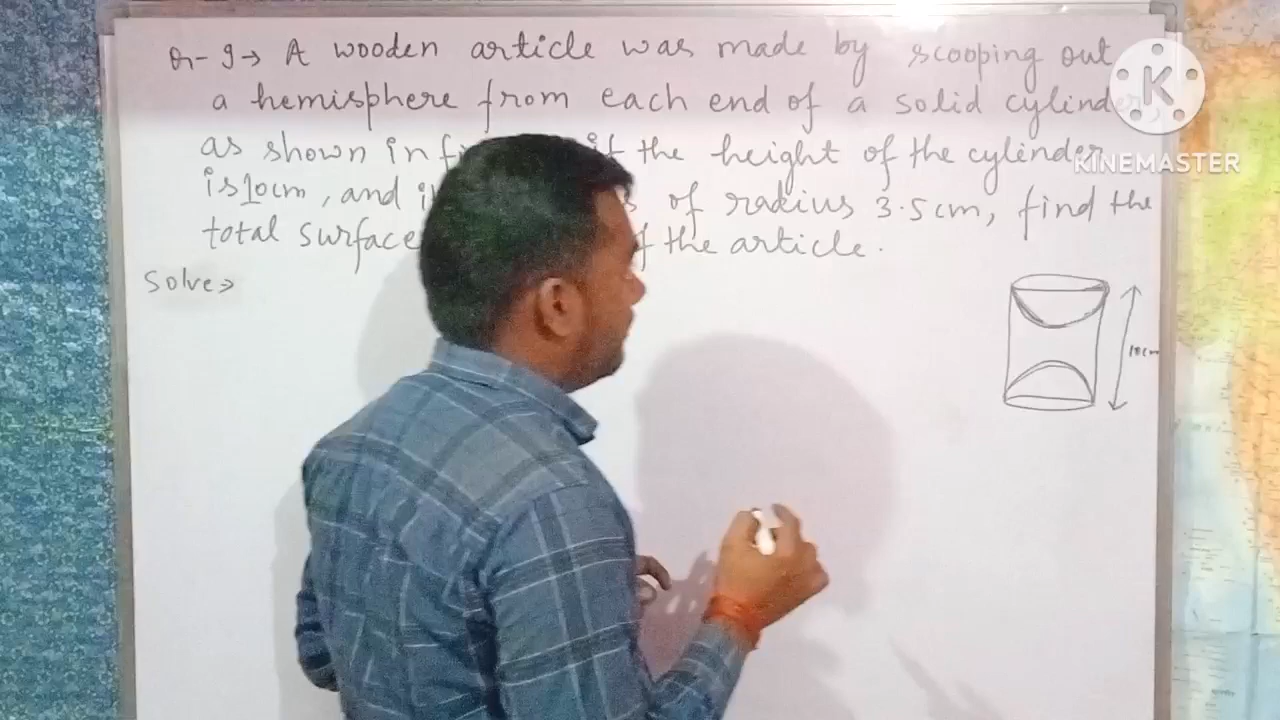 Q-9→ A wooden article was made by scooping out
a hemisphere from each end of a solid cylinder,
as shown in if the height of the cylinder
is 10cm, and of radius 3.5cm, find the
total surface of the article.
Solve→
10cm
K
KINEMASTER